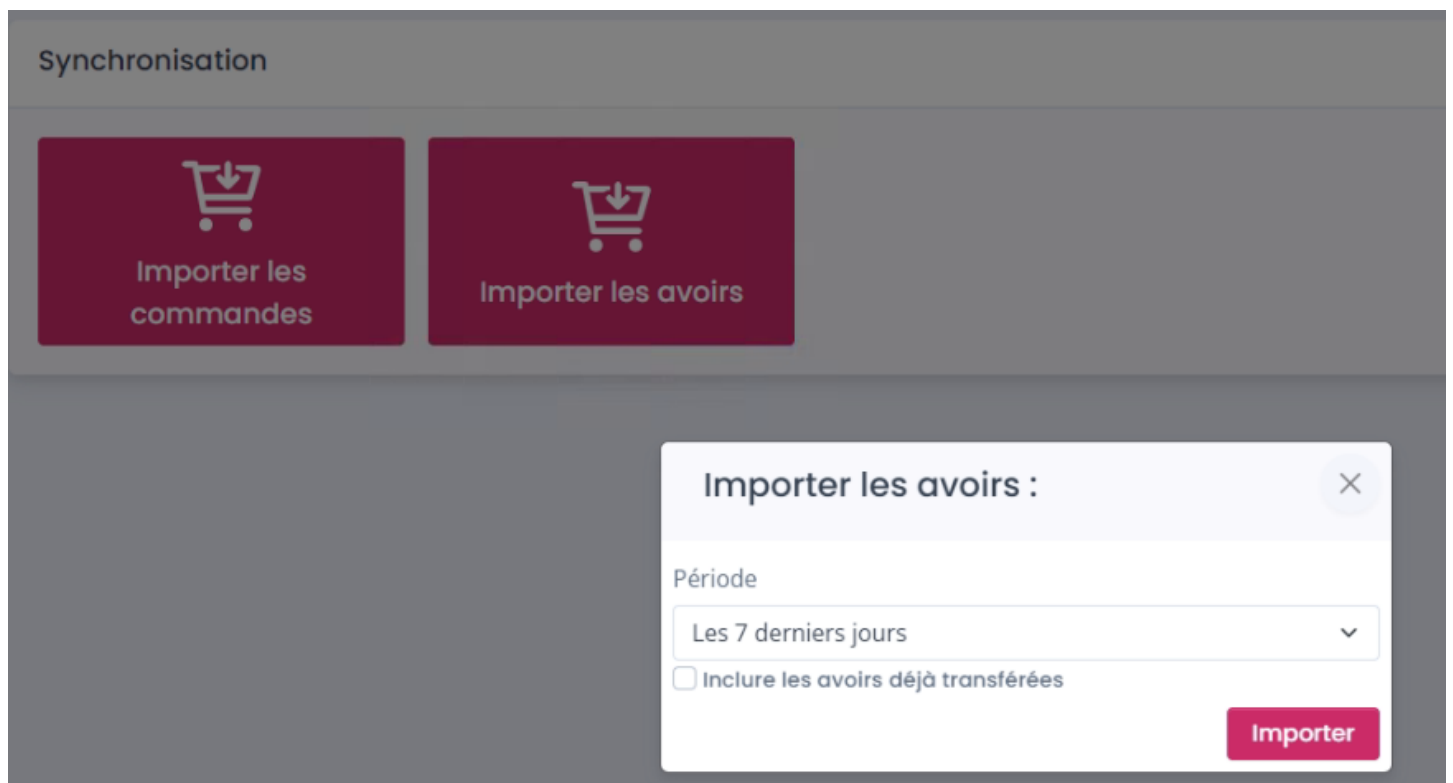 Synchronisation
Importer les
commandes
Importer les avoirs
Importer les avoirs :
Période
Les 7 derniers jours
Inclure les avoirs déjà transférées
Importer